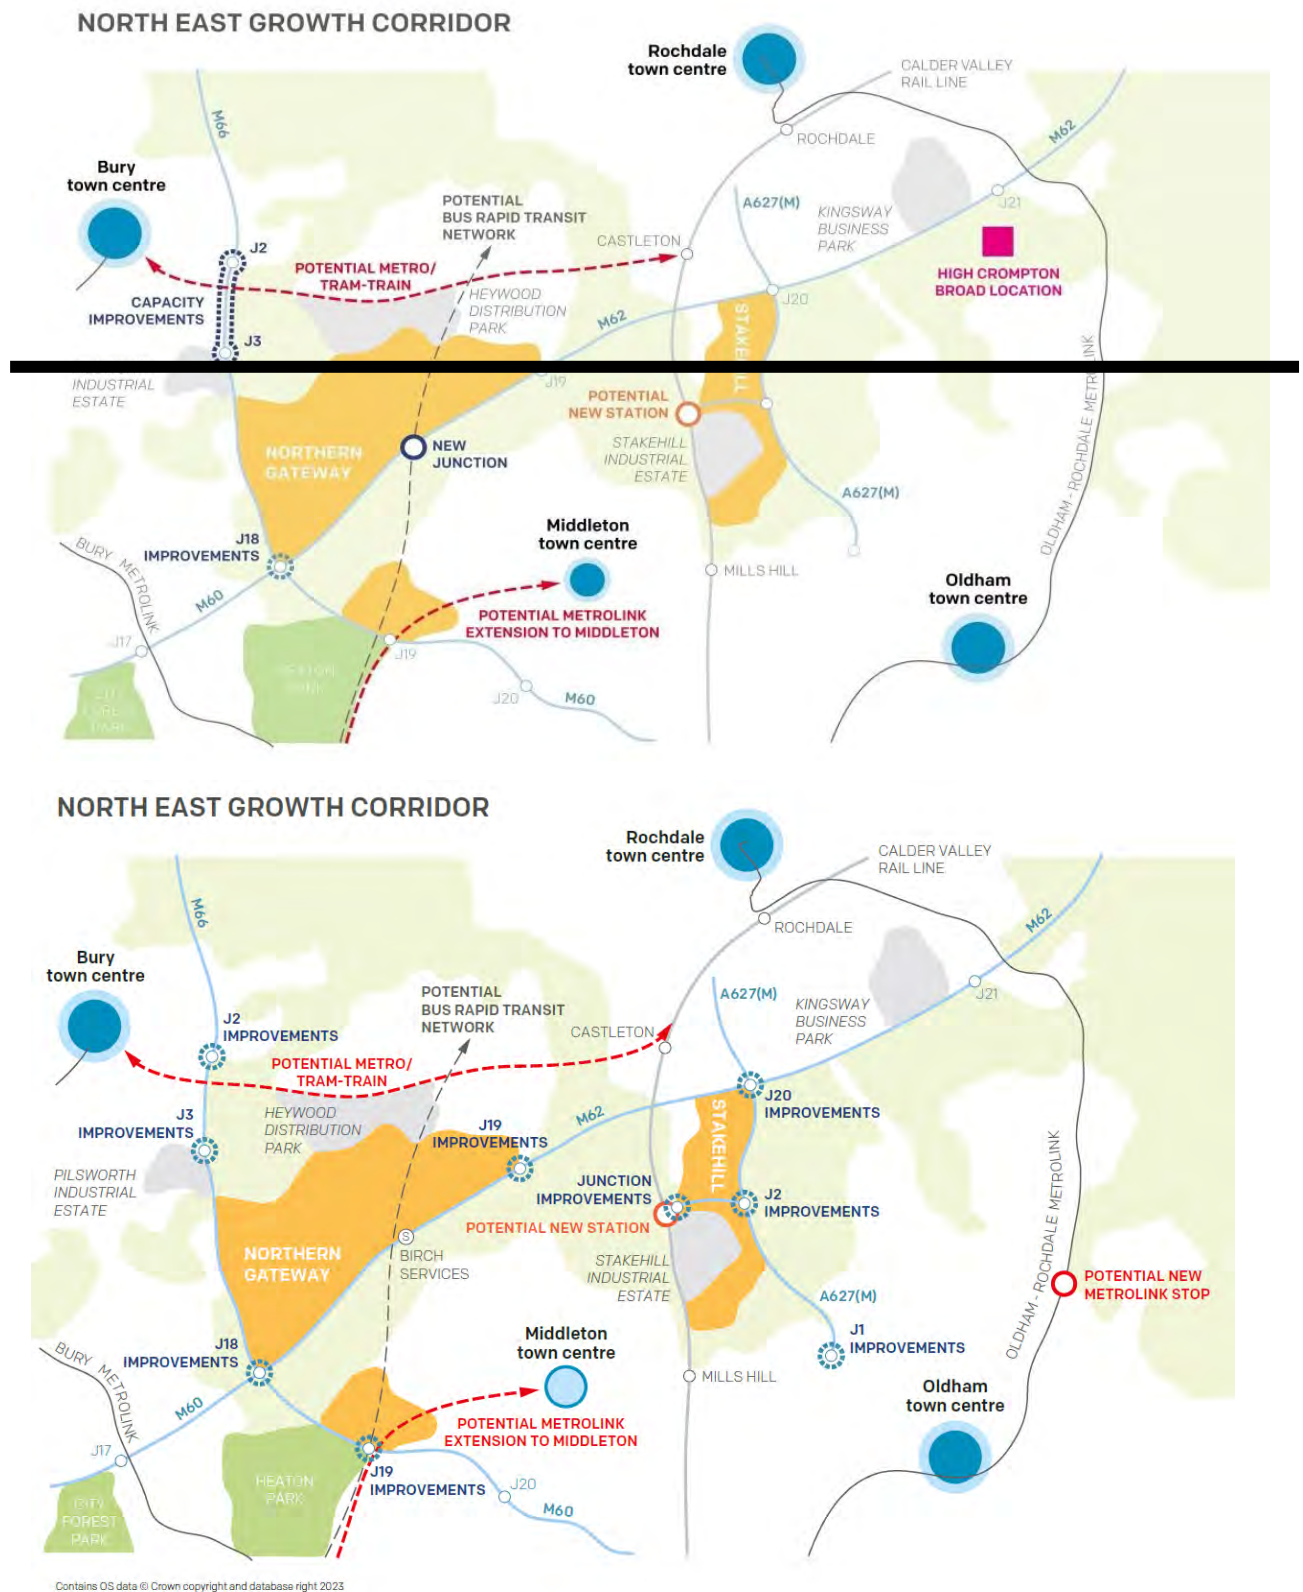 NORTH EAST GROWTH CORRIDOR
Rochdale
town centre
CALDER VALLEY
RAIL LINE
M66
ROCHDALE
M62
Bury
town centre
POTENTIAL
BUS RAPID TRANSIT
NETWORK
A627(M)
KINGSWAY
BUSINESS
PARK
J21
J2
CASTLETON
POTENTIAL METRO/
TRAM-TRAIN
HIGH CROMPTON
BROAD LOCATION
CAPACITY
IMPROVEMENTS
HEYWOOD
DISTRIBUTION
PARK
M62
J20
STAKEHILL
J3
INDUSTRIAL
ESTATE
J19
POTENTIAL
NEW STATION
OLDHAM - ROCHDALE METROLINK
NORTHERN
GATEWAY
NEW
JUNCTION
STAKEHILL
INDUSTRIAL
ESTATE
A627(M)
J18
IMPROVEMENTS
Middleton
town centre
BURY METROLINK
MILLS HILL
Oldham
town centre
M60
POTENTIAL METROLINK
EXTENSION TO MIDDLETON
J17
J19
HEATON
PARK
J20
M60
CITY
FOREST
PARK
NORTH EAST GROWTH CORRIDOR
Rochdale
town centre
CALDER VALLEY
RAIL LINE
M66
ROCHDALE
M62
Bury
town centre
POTENTIAL
BUS RAPID TRANSIT
NETWORK
A627(M)
KINGSWAY
BUSINESS
PARK
J21
J2
IMPROVEMENTS
CASTLETON
POTENTIAL METRO/
TRAM-TRAIN
J3
IMPROVEMENTS
HEYWOOD
DISTRIBUTION
PARK
J19
IMPROVEMENTS
M62
J20
IMPROVEMENTS
STAKEHILL
PILSWORTH
INDUSTRIAL
ESTATE
JUNCTION
IMPROVEMENTS
J2
IMPROVEMENTS
POTENTIAL NEW STATION
OLDHAM - ROCHDALE METROLINK
NORTHERN
GATEWAY
S
BIRCH
SERVICES
STAKEHILL
INDUSTRIAL
ESTATE
POTENTIAL NEW
METROLINK STOP
A627(M)
J18
IMPROVEMENTS
Middleton
town centre
J1
IMPROVEMENTS
BURY METROLINK
MILLS HILL
Oldham
town centre
M60
POTENTIAL METROLINK
EXTENSION TO MIDDLETON
J17
J19
IMPROVEMENTS
HEATON
PARK
J20
M60
CITY
FOREST
PARK
Contains OS data © Crown copyright and database right 2023